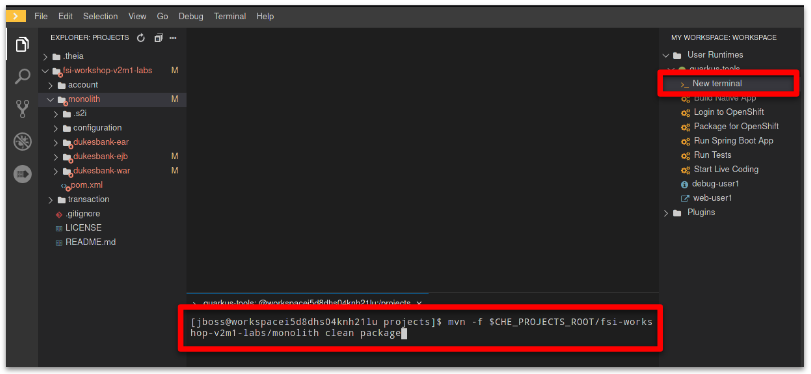 File Edit Selection View Go Debug Terminal Help
EXPLORER: PROJECTS
.theia
fsi-workshop-v2m1-labs M
account
monolith M
.s2i
configuration
dukesbank-ear
dukesbank-ejb M
dukesbank-war M
pom.xml
transaction
.gitignore
LICENSE
README.md
quarkus-tools: @workspacei5d8dhs04knh21lu:/projects ×
[jboss@workspacei5d8dhs04knh21lu projects]$ mvn -f $CHE_PROJECTS_ROOT/fsi-works
hop-v2m1-labs/monolith clean package
MY WORKSPACE: WORKSPACE
User Runtimes
quarkus-tools
>_ New terminal
Build Native App
Login to OpenShift
Package for OpenShift
Run Spring Boot App
Run Tests
Start Live Coding
debug-user1
web-user1
Plugins